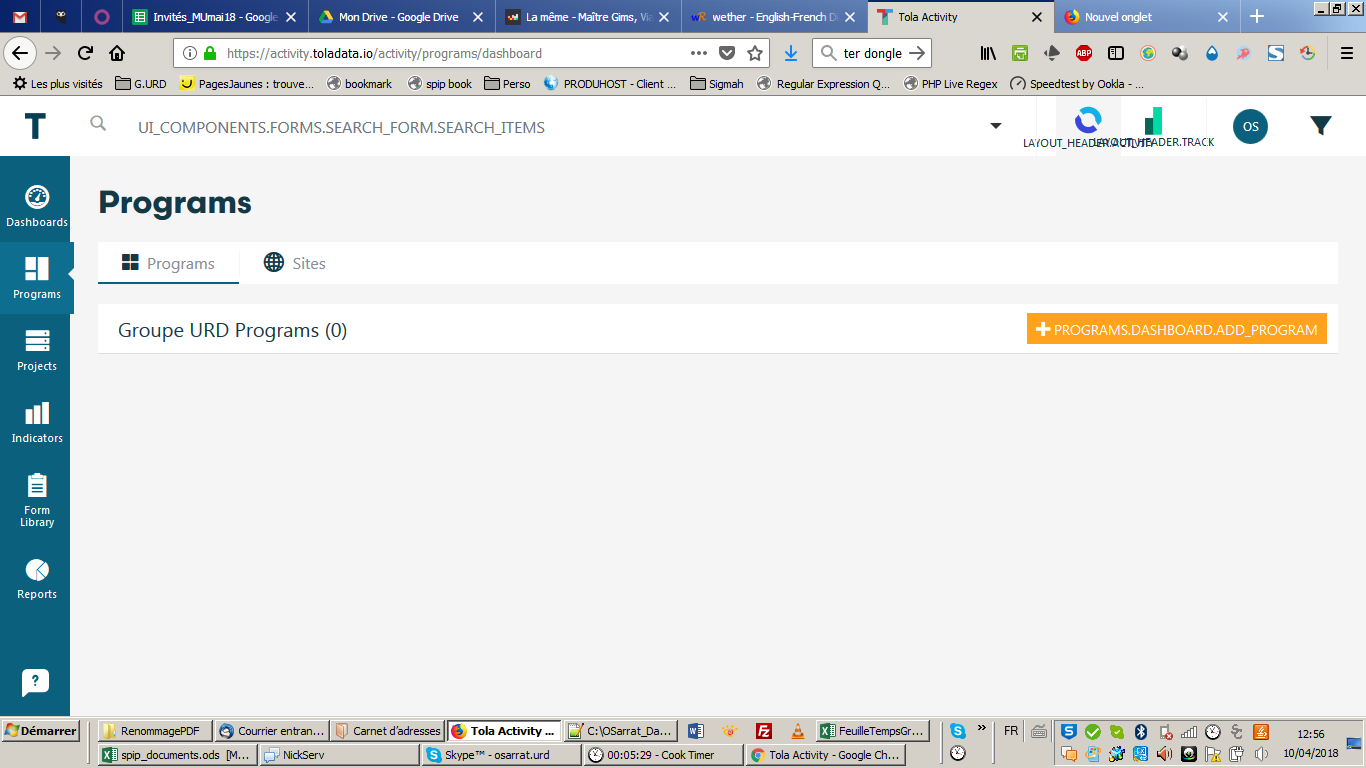 Invités_MUmai18 - Google
Mon Drive - Google Drive
La même - Maître Gims, Via
wether - English-French Di
Tola Activity
Nouvel onglet
https://activity.toladata.io/activity/programs/dashboard
ter dongle
ABP
Les plus visités
G.URD
PagesJaunes : trouve...
bookmark
spip book
Perso
PRODUHOST - Client ...
Sigmah
Regular Expression Q...
PHP Live Regex
Speedtest by Ookla - ...
T
UI_COMPONENTS.FORMS.SEARCH_FORM.SEARCH_ITEMS
LAYOUT_HEADER.ACTIVITY
LAYOUT_HEADER.TRACK
OS
Dashboards
Programs
Projects
Indicators
Form
Library
Reports
Programs
Programs
Sites
Groupe URD Programs (0)
PROGRAMS.DASHBOARD.ADD_PROGRAM
Démarrer
RenommagePDF
Courrier entran...
Carnet d'adresses
Tola Activity ...
C:\OSarrat_Da...
FeuilleTempsGr...
FR
12:56
spip_documents.ods [M...
NickServ
Skype™ - osarrat.urd
00:05:29 - Cook Timer
Tola Activity - Google Ch...
10/04/2018